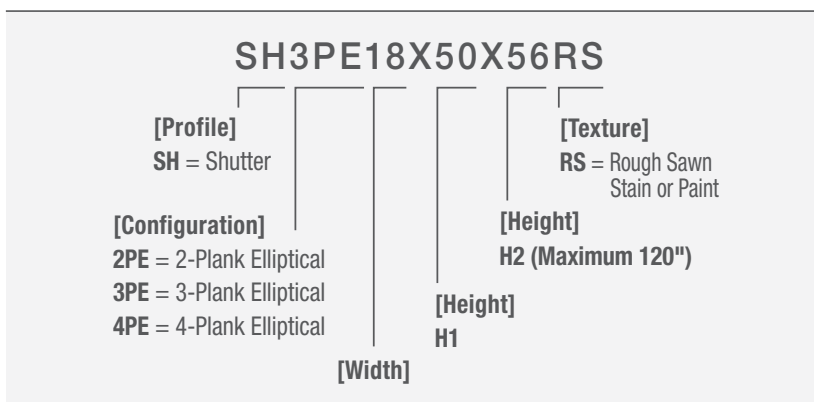 SH3PE18X50X56RS
[Profile]
SH = Shutter
[Texture]
RS = Rough Sawn
Stain or Paint
[Configuration]
2PE = 2-Plank Elliptical
3PE = 3-Plank Elliptical
4PE = 4-Plank Elliptical
[Height]
H2 (Maximum 120")
[Height]
H1
[Width]